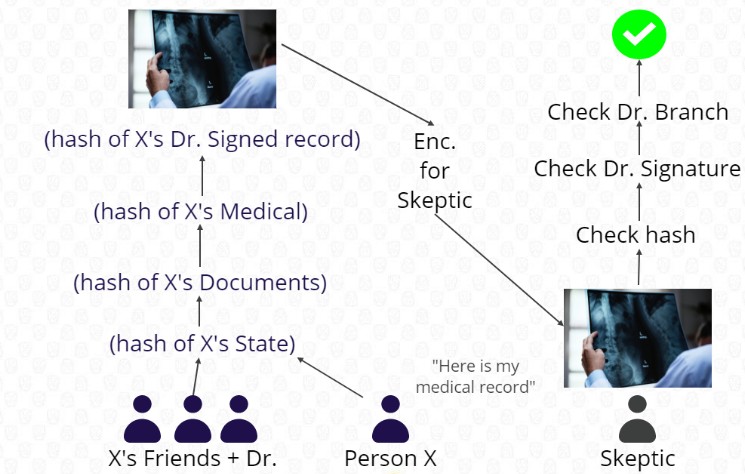 (hash of X's Dr. Signed record)
(hash of X's Medical)
(hash of X's Documents)
(hash of X's State)
X's Friends + Dr.
Person X
Enc.
for
Skeptic
"Here is my
medical record"
Check Dr. Branch
Check Dr. Signature
Check hash
Skeptic